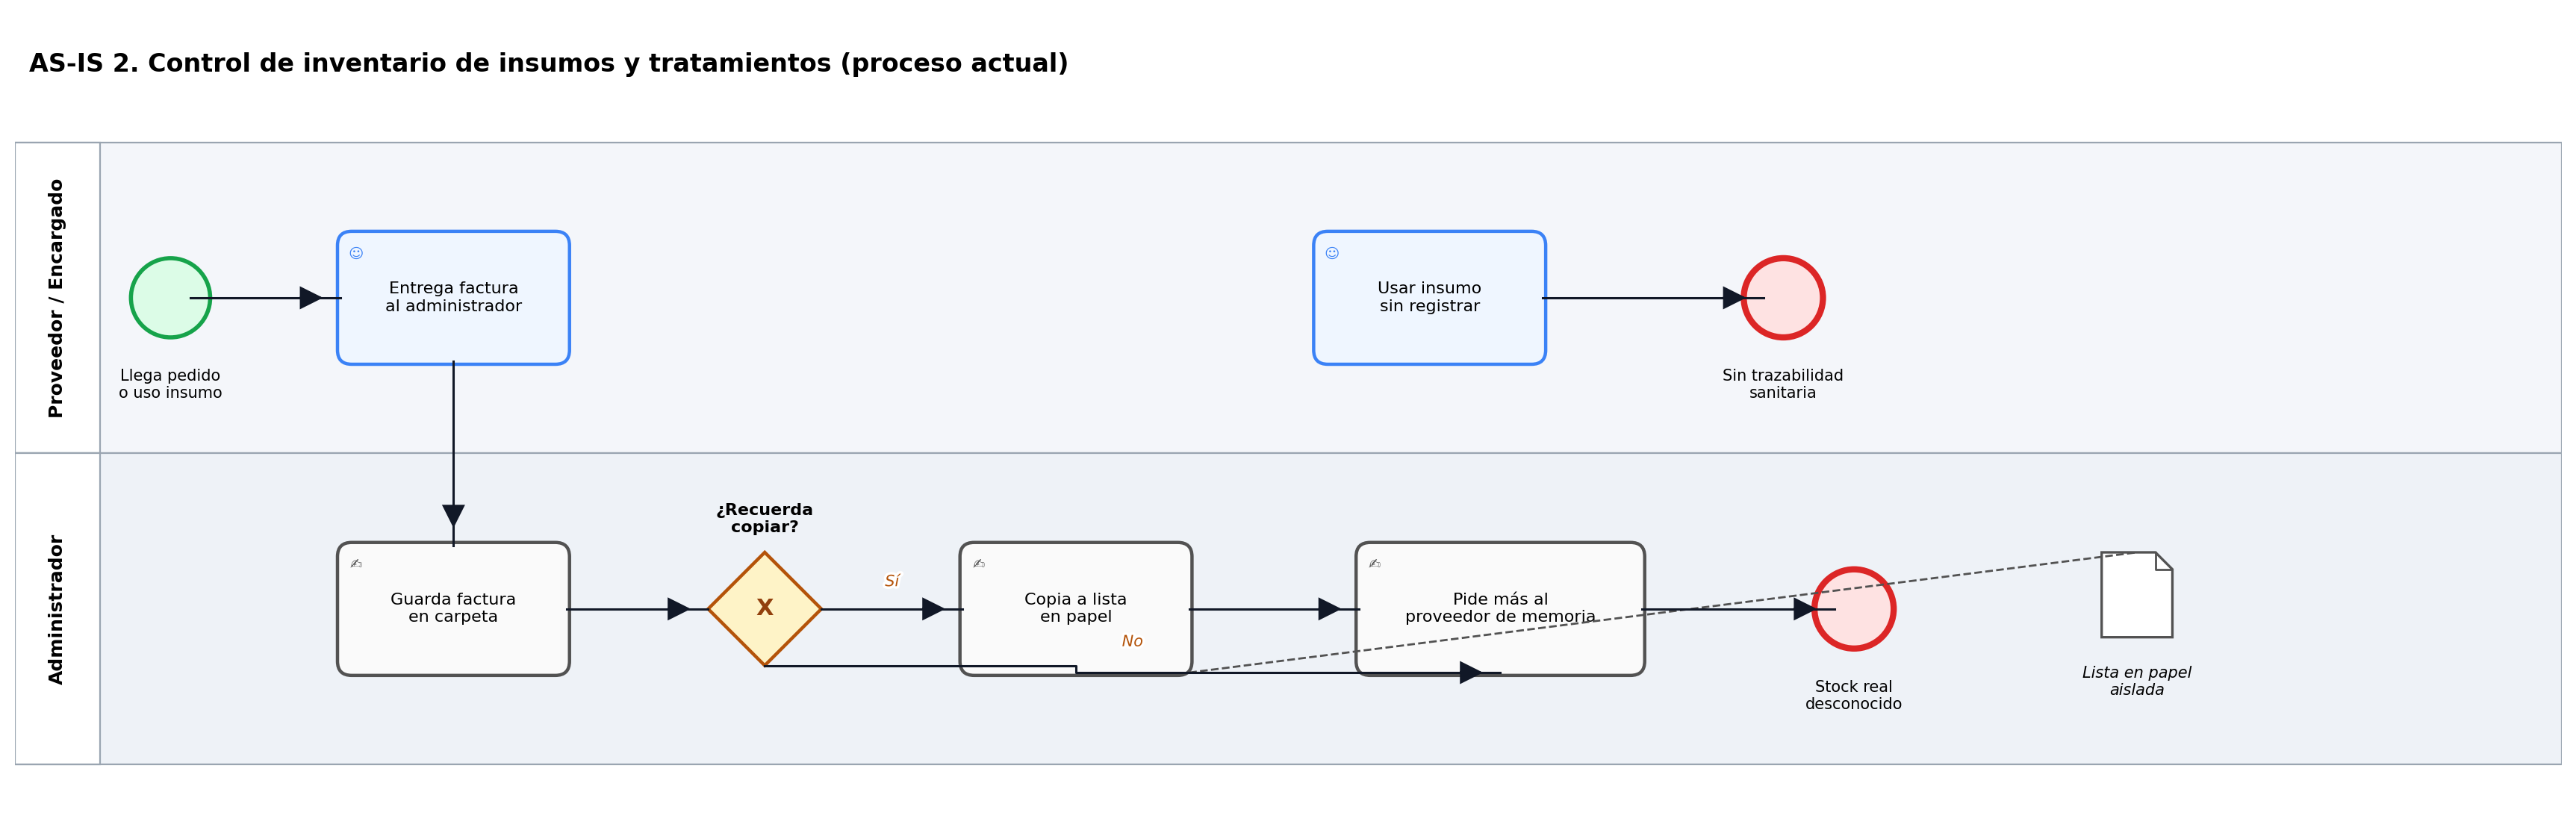 AS-IS 2. Control de inventario de insumos y tratamientos (proceso actual)
Proveedor / Encargado
Llega pedido
o uso insumo
Entrega factura
al administrador
Usar insumo
sin registrar
Sin trazabilidad
sanitaria
Administrador
Guarda factura
en carpeta
¿Recuerda
copiar?
X
Sí
Copia a lista
en papel
No
Pide más al
proveedor de memoria
Stock real
desconocido
Lista en papel
aislada